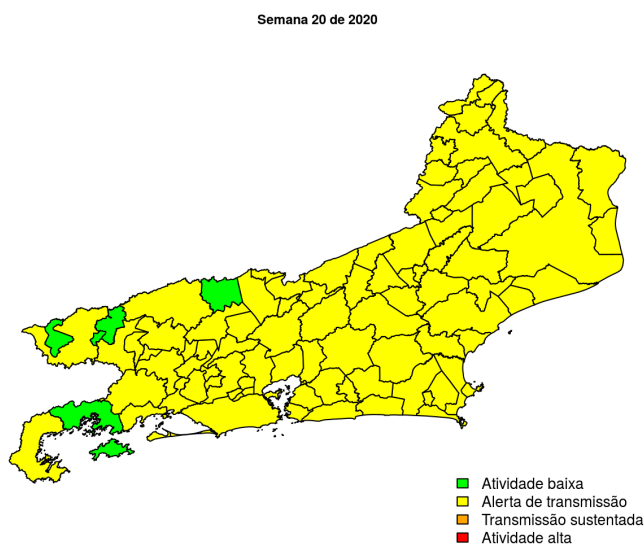 Semana 20 de 2020
Atividade baixa
Alerta de transmissão
Transmissão sustentada
Atividade alta